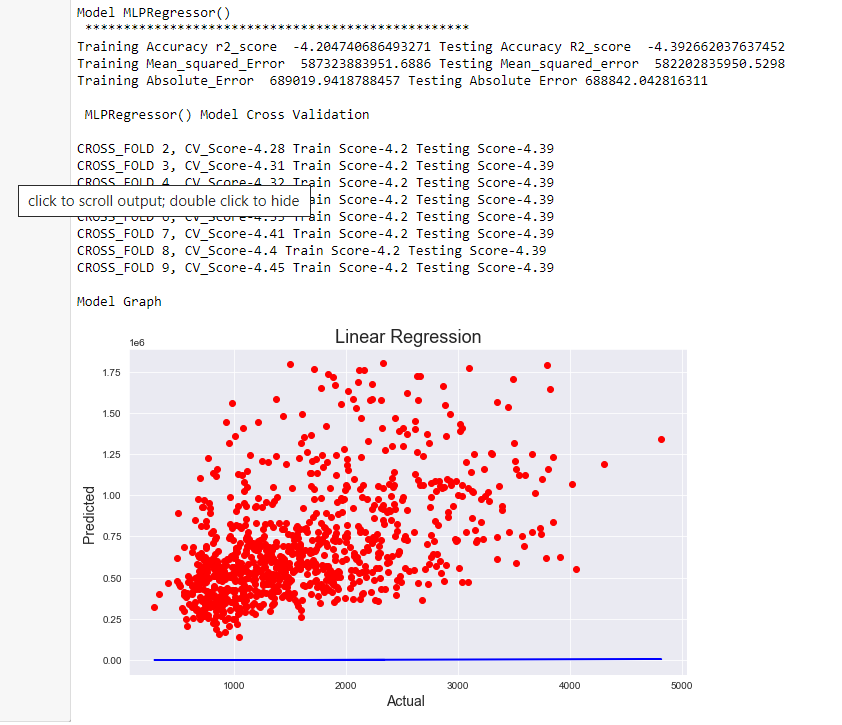 Model MLPRegressor()
**************************************************
Training Accuracy r2_score  -4.204740686493271 Testing Accuracy R2_score  -4.392662037637452
Training Mean_squared_Error  587323883951.6886 Testing Mean_squared_error  582202835950.5298
Training Absolute_Error  689019.9418788457 Testing Absolute Error 688842.042816311
MLPRegressor() Model Cross Validation
CROSS_FOLD 2, CV_Score-4.28 Train Score-4.2 Testing Score-4.39
CROSS_FOLD 3, CV_Score-4.31 Train Score-4.2 Testing Score-4.39
CROSS_FOLD 4, CV_Score-4.32 Train Score-4.2 Testing Score-4.39
click to scroll output; double click to hide
ain Score-4.2 Testing Score-4.39
CROSS_FOLD 6, CV_Score-4.35 Train Score-4.2 Testing Score-4.39
CROSS_FOLD 7, CV_Score-4.41 Train Score-4.2 Testing Score-4.39
CROSS_FOLD 8, CV_Score-4.4 Train Score-4.2 Testing Score-4.39
CROSS_FOLD 9, CV_Score-4.45 Train Score-4.2 Testing Score-4.39
Model Graph
Linear Regression
1e6
1.75
1.50
1.25
1.00
0.75
0.50
0.25
0.00
Predicted
1000 2000 3000 4000 5000
Actual